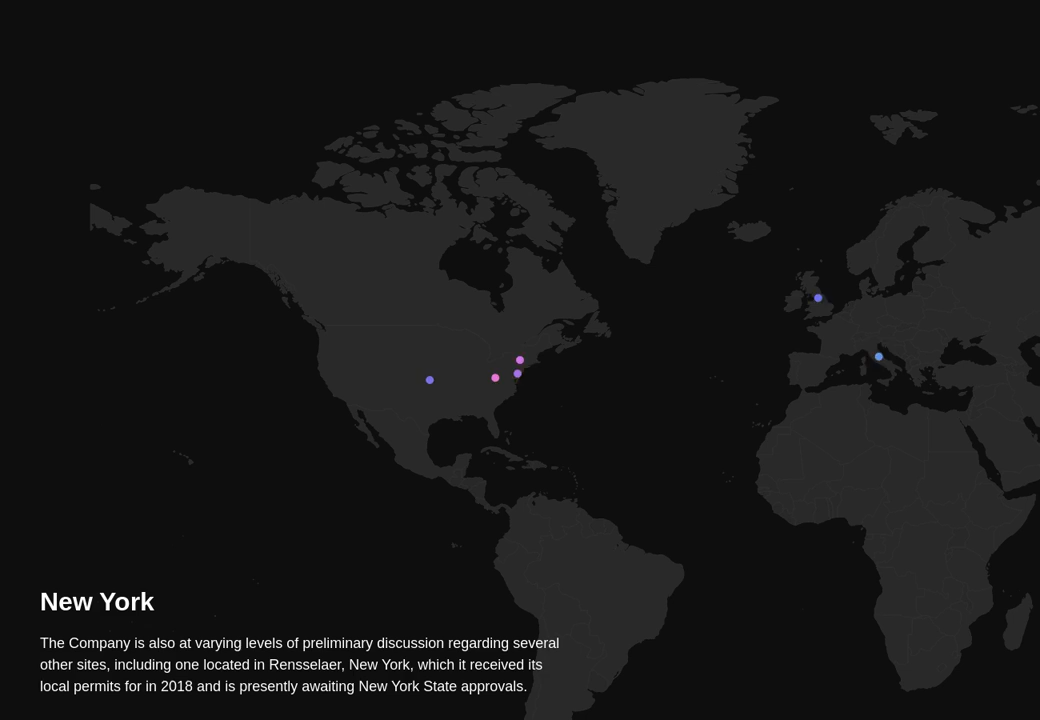 New York
The Company is also at varying levels of preliminary discussion regarding several
other sites, including one located in Rensselaer, New York, which it received its
local permits for in 2018 and is presently awaiting New York State approvals.